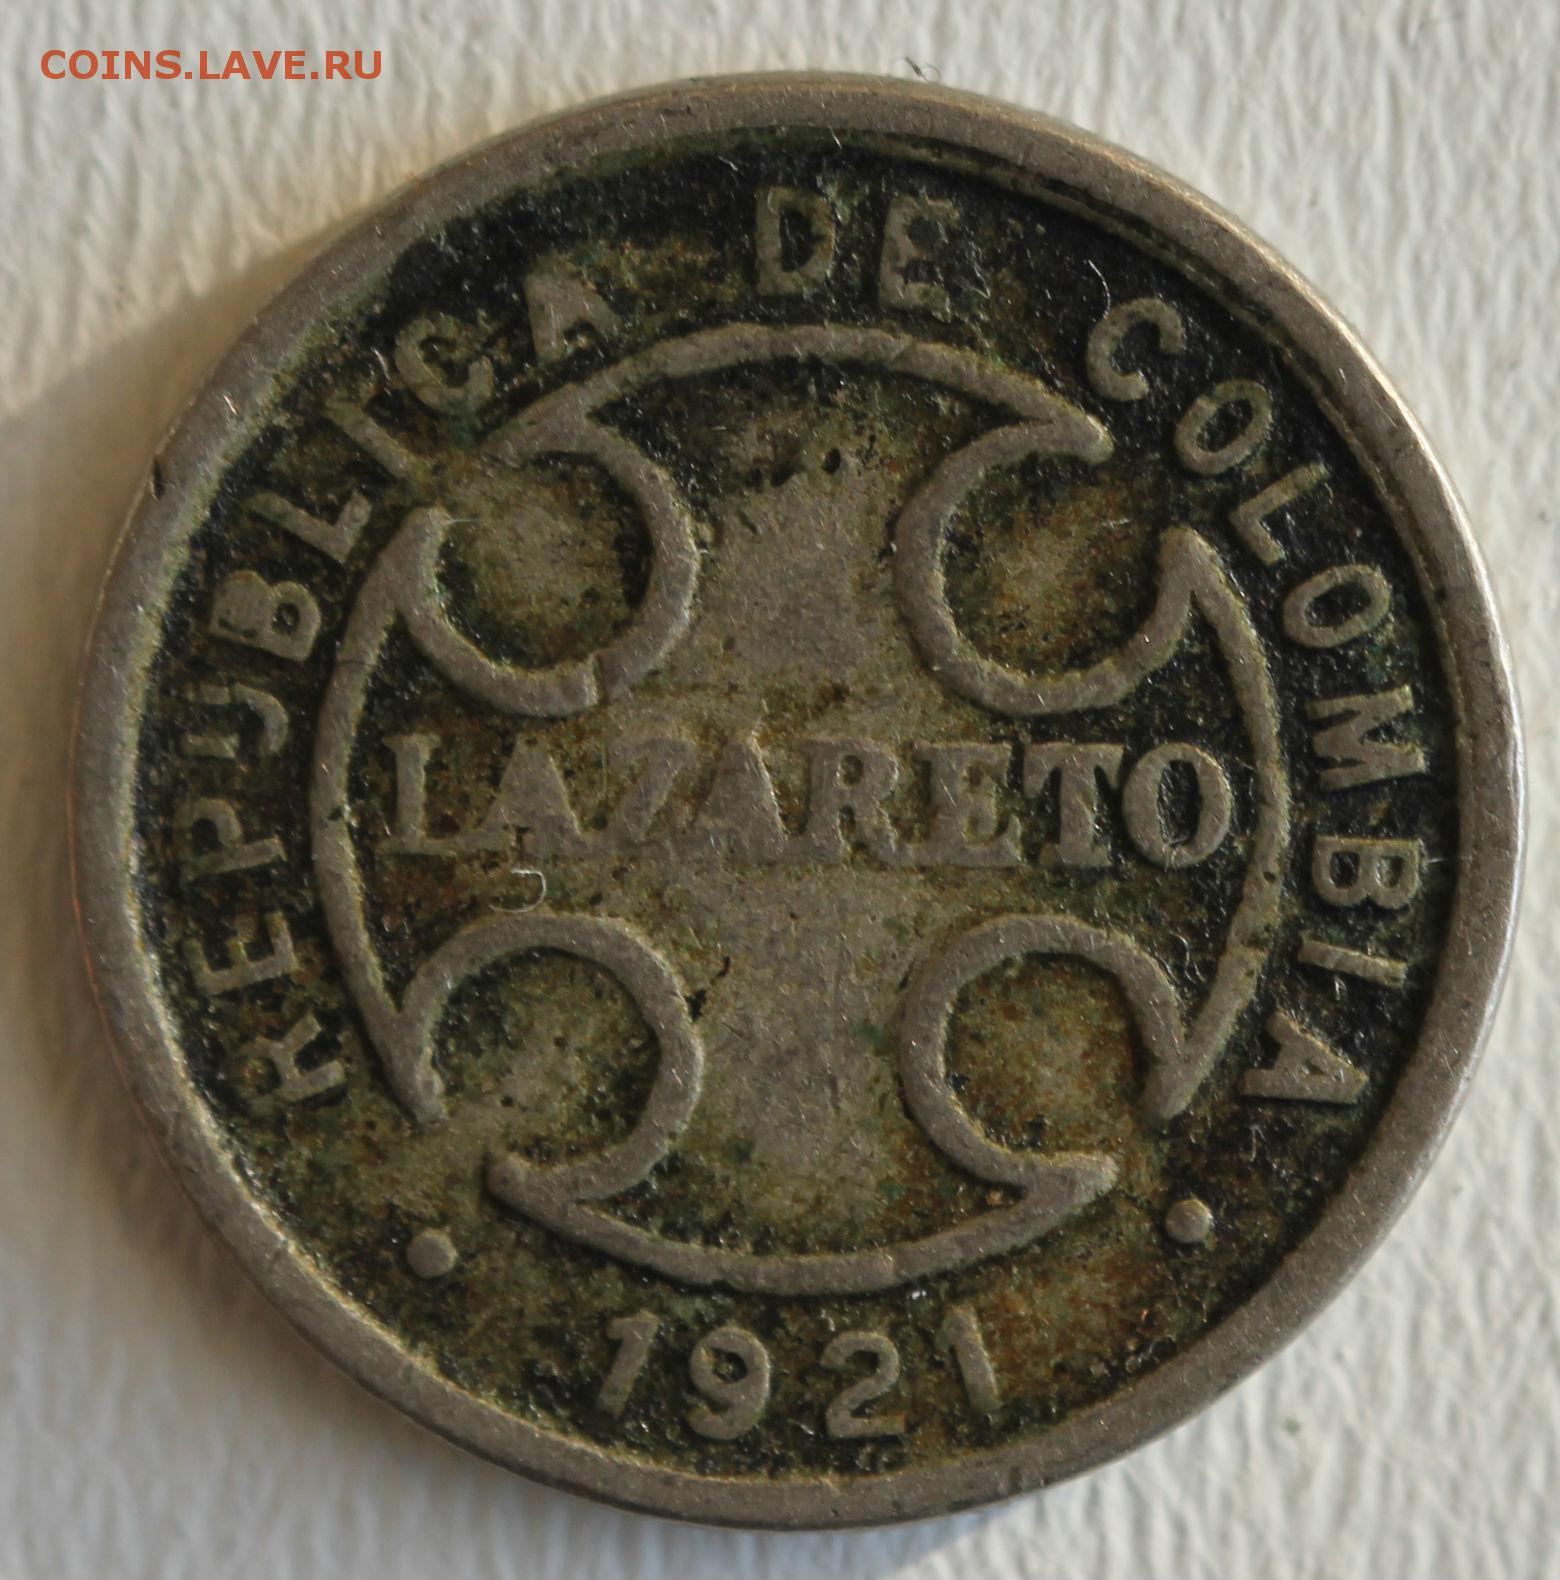 COINS.LAVE.RU
REPUBLICA DE COLOMBIA
LAZARETO
1921